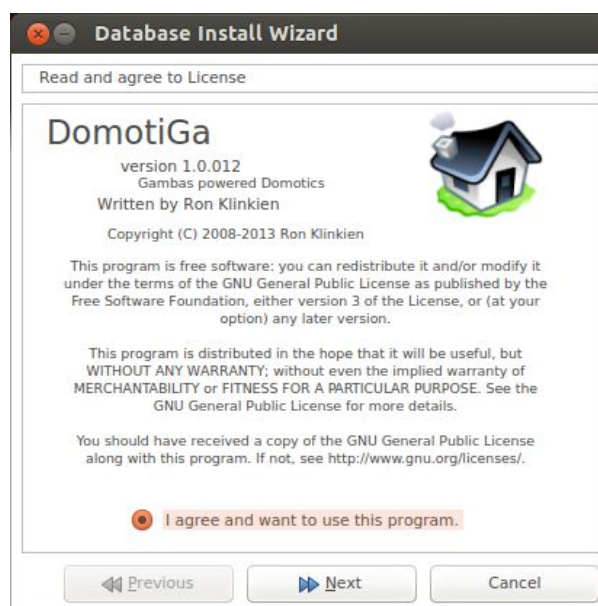 Database Install Wizard
Read and agree to License
DomotiGa
version 1.0.012
Gambas powered Domotics
Written by Ron Klinkien
Copyright (C) 2008-2013 Ron Klinkien
This program is free software: you can redistribute it and/or modify it
under the terms of the GNU General Public License as published by the
Free Software Foundation, either version 3 of the License, or (at your
option) any later version.
This program is distributed in the hope that it will be useful, but
WITHOUT ANY WARRANTY; without even the implied warranty of
MERCHANTABILITY or FITNESS FOR A PARTICULAR PURPOSE. See the
GNU General Public License for more details.
You should have received a copy of the GNU General Public License
along with this program. If not, see http://www.gnu.org/licenses/.
I agree and want to use this program.
Previous
Next
Cancel